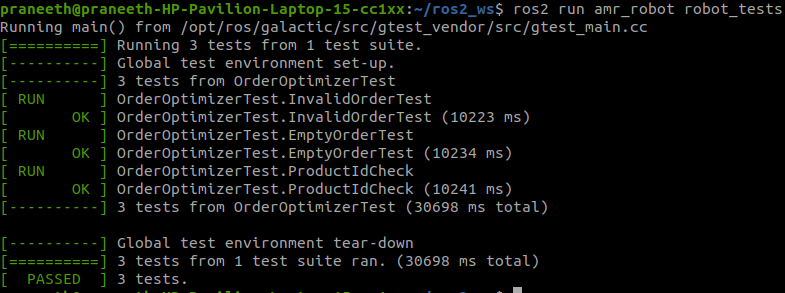 praneeth@praneeth-HP-Pavilion-Laptop-15-cc1xx:~/ros2_ws$ ros2 run amr_robot robot_tests
Running main() from /opt/ros/galactic/src/gtest_vendor/src/gtest_main.cc
[==========] Running 3 tests from 1 test suite.
[----------] Global test environment set-up.
[----------] 3 tests from OrderOptimizerTest
[ RUN      ] OrderOptimizerTest.InvalidOrderTest
[       OK ] OrderOptimizerTest.InvalidOrderTest (10223 ms)
[ RUN      ] OrderOptimizerTest.EmptyOrderTest
[       OK ] OrderOptimizerTest.EmptyOrderTest (10234 ms)
[ RUN      ] OrderOptimizerTest.ProductIdCheck
[       OK ] OrderOptimizerTest.ProductIdCheck (10241 ms)
[----------] 3 tests from OrderOptimizerTest (30698 ms total)

[----------] Global test environment tear-down
[==========] 3 tests from 1 test suite ran. (30698 ms total)
[  PASSED  ] 3 tests.